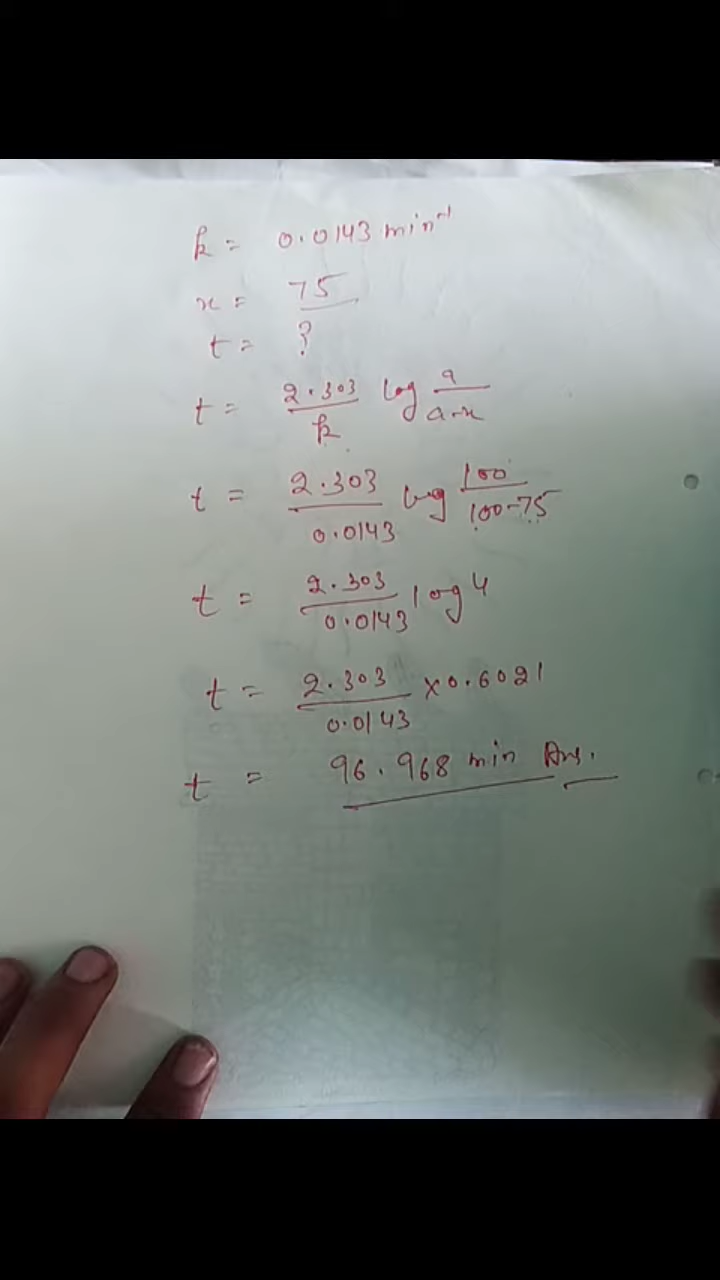 k = 0.0143 min⁻¹
x = 75
t = ?
t = 2.303/k log a/a-x
t = 2.303/0.0143 log 100/100-75
t = 2.303/0.0143 log 4
t = 2.303/0.0143 x0.6021
t = 96.968 min Ans.